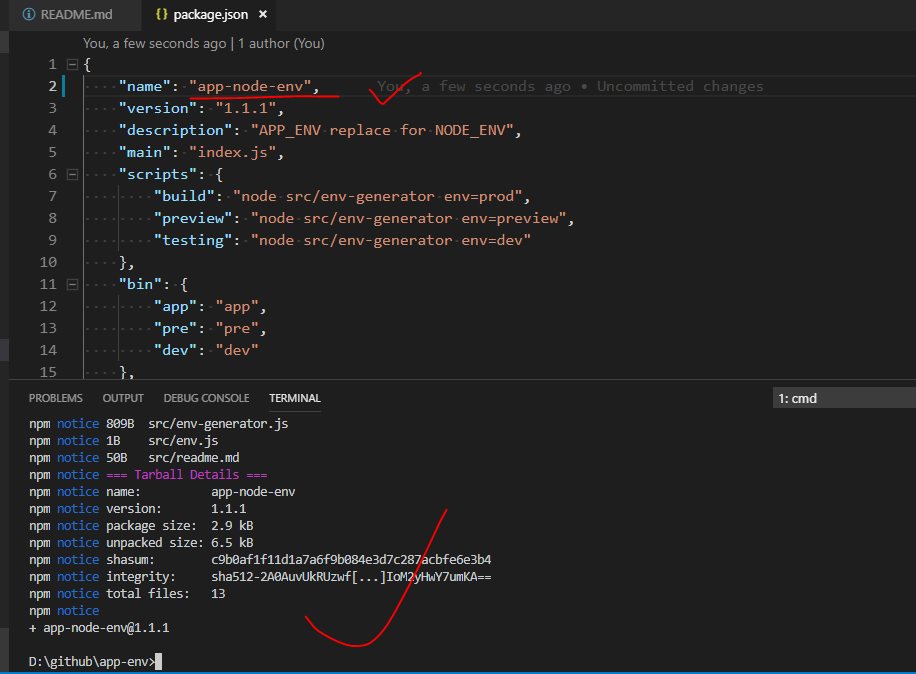 README.md {} package.json ×
You, a few seconds ago | 1 author (You)
1 {
2 "name": "app-node-env", You, a few seconds ago • Uncommitted changes
3 "version": "1.1.1",
4 "description": "APP_ENV replace for NODE_ENV",
5 "main": "index.js",
6 "scripts": {
7 "build": "node src/env-generator env=prod",
8 "preview": "node src/env-generator env=preview",
9 "testing": "node src/env-generator env=dev"
10 },
11 "bin": {
12 "app": "app",
13 "pre": "pre",
14 "dev": "dev"
15 },
PROBLEMS OUTPUT DEBUG CONSOLE TERMINAL 1: cmd
npm notice 809B src/env-generator.js
npm notice 1B src/env.js
npm notice 50B src/readme.md
npm notice === Tarball Details ===
npm notice name: app-node-env
npm notice version: 1.1.1
npm notice package size: 2.9 kB
npm notice unpacked size: 6.5 kB
npm notice shasum: c9b0af1f11d1a7a6f9b084e3d7c287acbfe6e3b4
npm notice integrity: sha512-2A0AuvUkRUzwf[...]IoM2yHwY7umKA==
npm notice total files: 13
npm notice
+ app-node-env@1.1.1
D:\github\app-env>